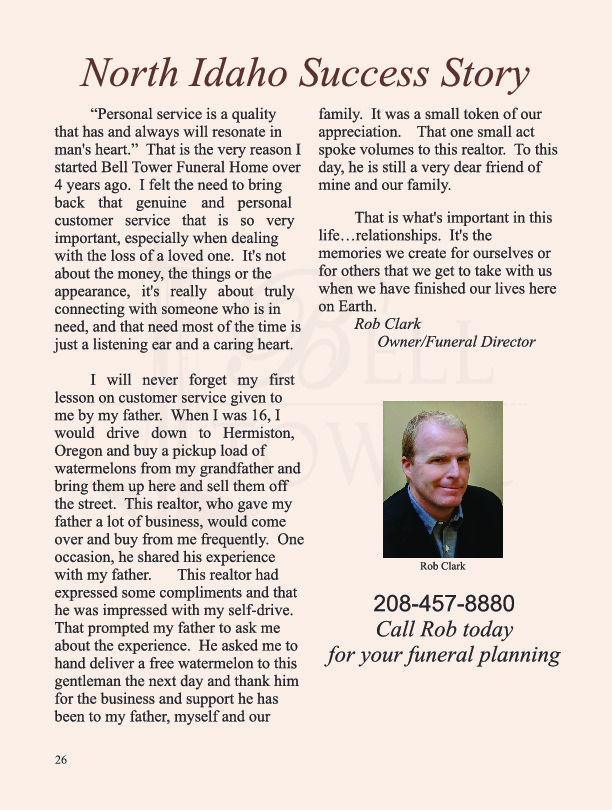 North Idaho Success Story
“Personal service is a quality
that has and always will resonate in
man's heart.” That is the very reason I
started Bell Tower Funeral Home over
4 years ago. I felt the need to bring
back that genuine and personal
customer service that is so very
important, especially when dealing
with the loss of a loved one. It's not
about the money, the things or the
appearance, it's really about truly
connecting with someone who is in
need, and that need most of the time is
just a listening ear and a caring heart.
I will never forget my first
lesson on customer service given to
me by my father. When I was 16, I
would drive down to Hermiston,
Oregon and buy a pickup load of
watermelons from my grandfather and
bring them up here and sell them off
the street. This realtor, who gave my
father a lot of business, would come
over and buy from me frequently. One
occasion, he shared his experience
with my father. This realtor had
expressed some compliments and that
he was impressed with my self-drive.
That prompted my father to ask me
about the experience. He asked me to
hand deliver a free watermelon to this
gentleman the next day and thank him
for the business and support he has
been to my father, myself and our
family. It was a small token of our
appreciation. That one small act
spoke volumes to this realtor. To this
day, he is still a very dear friend of
mine and our family.
That is what's important in this
life…relationships. It's the
memories we create for ourselves or
for others that we get to take with us
when we have finished our lives here
on Earth.
Rob Clark
Owner/Funeral Director
BELL
TOWER
Rob Clark
208-457-8880
Call Rob today
for your funeral planning
26